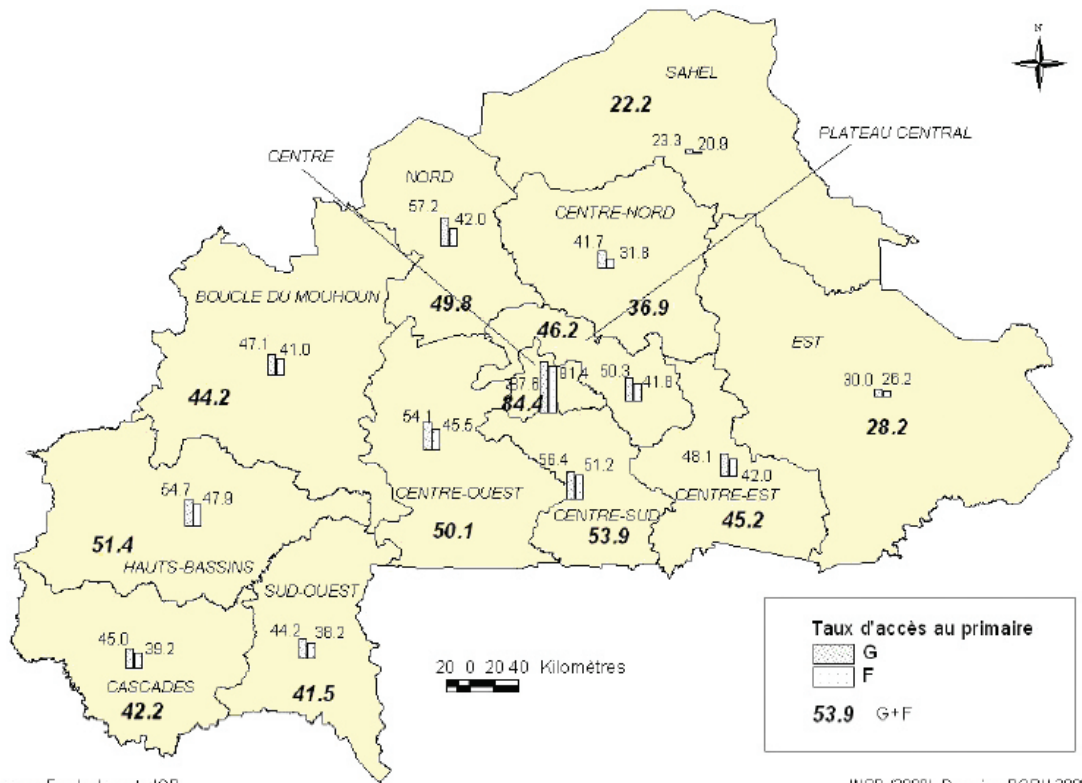 N
SAHEL
22.2
23.3 20.9
PLATEAU CENTRAL
CENTRE
NORD
57.2 42.0
CENTRE-NORD
41.7 31.8
BOUCLE DU MOUHOUN
49.8
36.9
46.2
EST
47.1 41.0
44.2
30.0 26.2
28.2
84.4
50.3 41.8
54.1 45.5
48.1 42.0
56.4 51.2
CENTRE-OUEST
50.1
CENTRE-SUD
53.9
CENTRE-EST
45.2
54.7 47.9
51.4
HAUTS-BASSINS
SUD-OUEST
44.2 38.2
41.5
45.0 39.2
CASCADES
42.2
20 0 20 40 Kilomètres
Taux d'accès au primaire
G
F
53.9 G+F